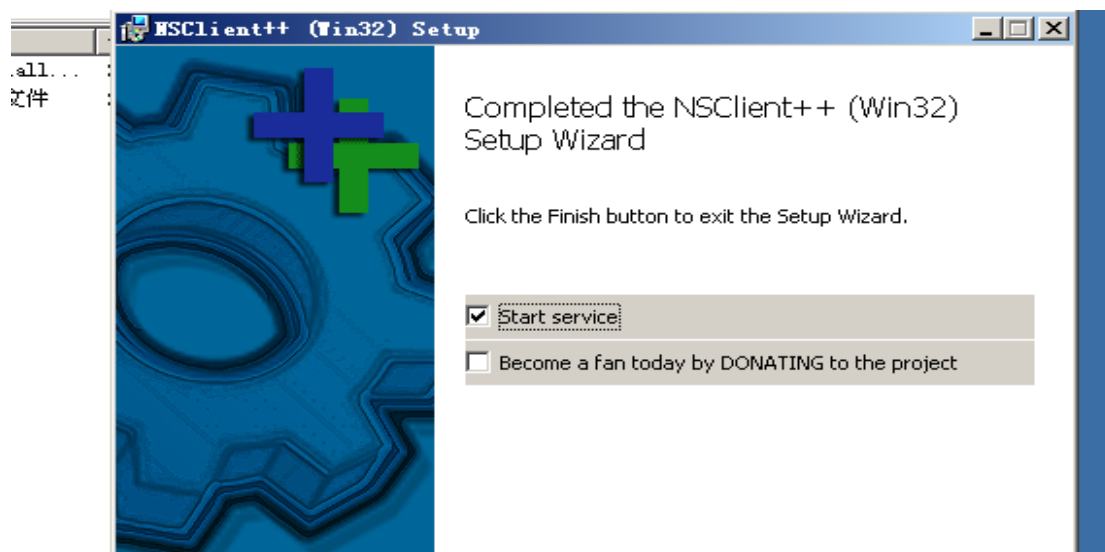 NSClient++ (Win32) Setup
all...
文件
Completed the NSClient++ (Win32)
Setup Wizard
Click the Finish button to exit the Setup Wizard.
Start service
Become a fan today by DONATING to the project